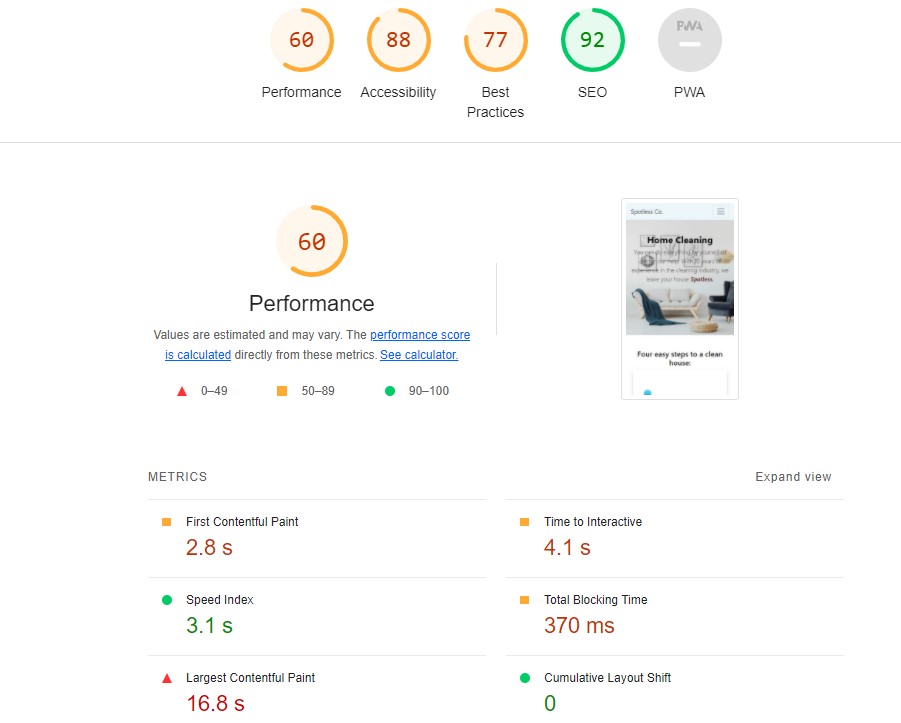 60
88
77
92
PWA
Performance
Accessibility
Best
Practices
SEO
PWA
60
Performance
Values are estimated and may vary. The performance score
is calculated directly from these metrics. See calculator.
0–49
50–89
90–100
Spotless Co.
Home Cleaning
leave your house Spotless.
Four easy steps to a clean
house:
METRICS
Expand view
First Contentful Paint
2.8 s
Time to Interactive
4.1 s
Speed Index
3.1 s
Total Blocking Time
370 ms
Largest Contentful Paint
16.8 s
Cumulative Layout Shift
0